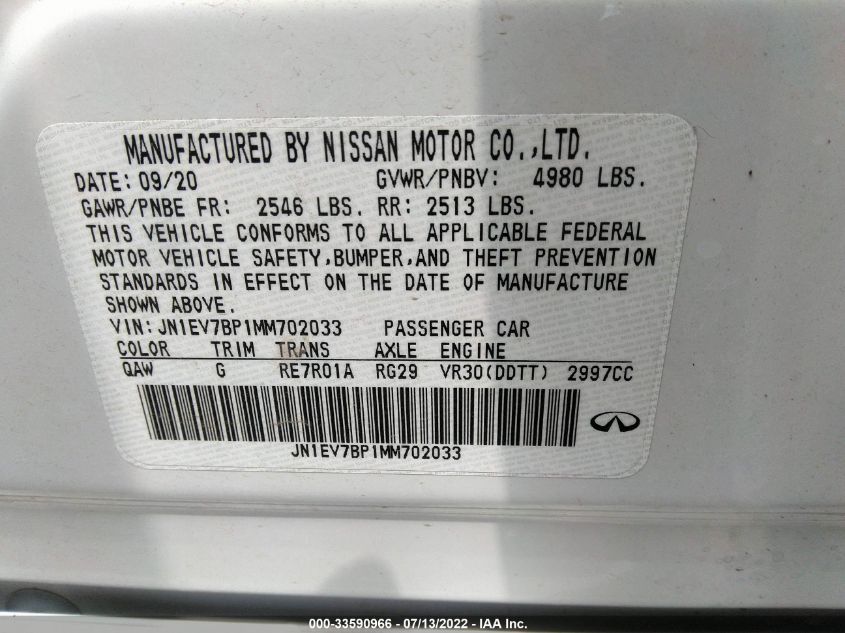 MANUFACTURED BY NISSAN MOTOR CO.,LTD.
DATE: 09/20 GVWR/PNBV: 4980 LBS.
GAWR/PNBE FR: 2546 LBS. RR: 2513 LBS.
THIS VEHICLE CONFORMS TO ALL APPLICABLE FEDERAL
MOTOR VEHICLE SAFETY,BUMPER,AND THEFT PREVENTION
STANDARDS IN EFFECT ON THE DATE OF MANUFACTURE
SHOWN ABOVE.
VIN: JN1EV7BP1MM702033 PASSENGER CAR
COLOR TRIM TRANS AXLE ENGINE
QAW G RE7R01A RG29 VR30(DDTT) 2997CC
JN1EV7BP1MM702033
000-33590966 - 07/13/2022 - IAA Inc.